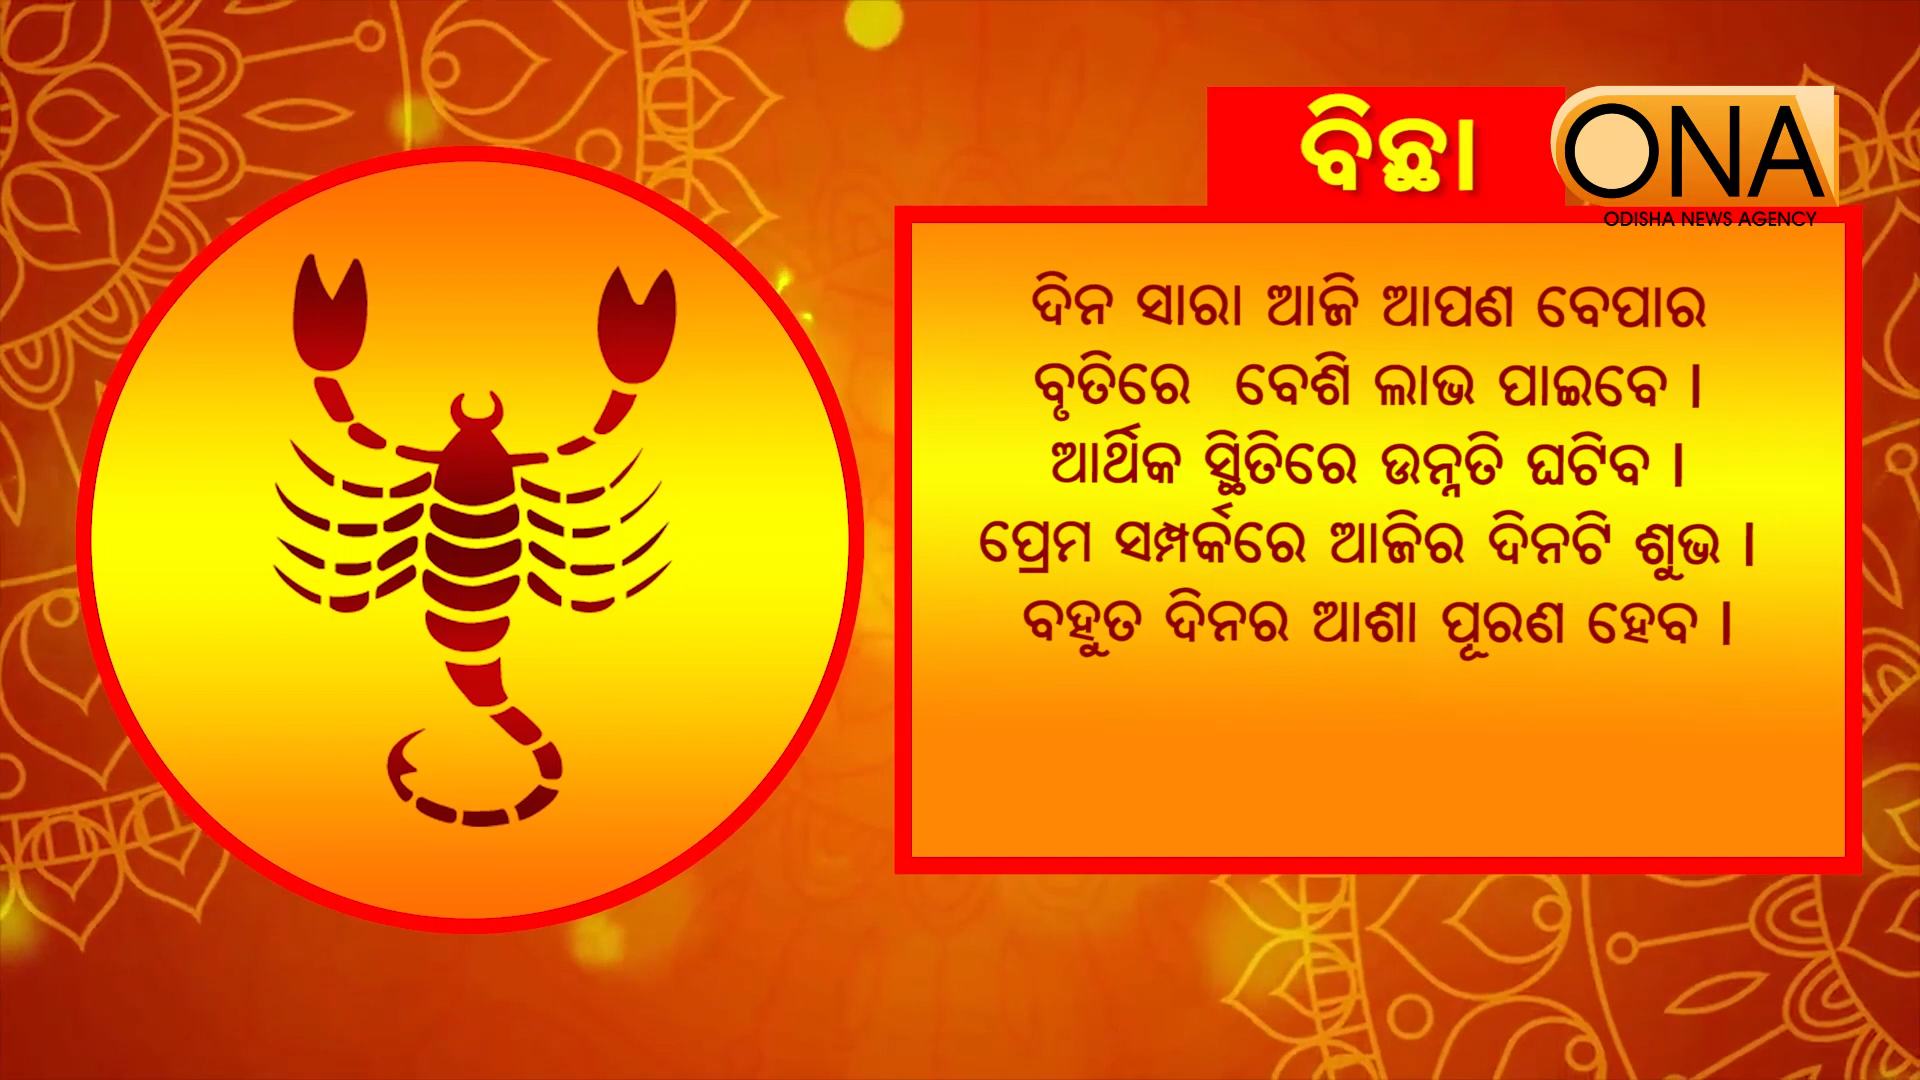 ବିଛା
ONA
ODISHA NEWS AGENCY
ଦିନ ସାରା ଆଜି ଆପଣ ବେପାର
ବୃତିରେ ବେଶି ଲାଭ ପାଇବେ ।
ଆର୍ଥିକ ସ୍ଥିତିରେ ଉନ୍ନତି ଘଟିବ ।
ପ୍ରେମ ସମ୍ପର୍କରେ ଆଜିର ଦିନଟି ଶୁଭ ।
ବହୁତ ଦିନର ଆଶା ପୂରଣ ହେବ ।